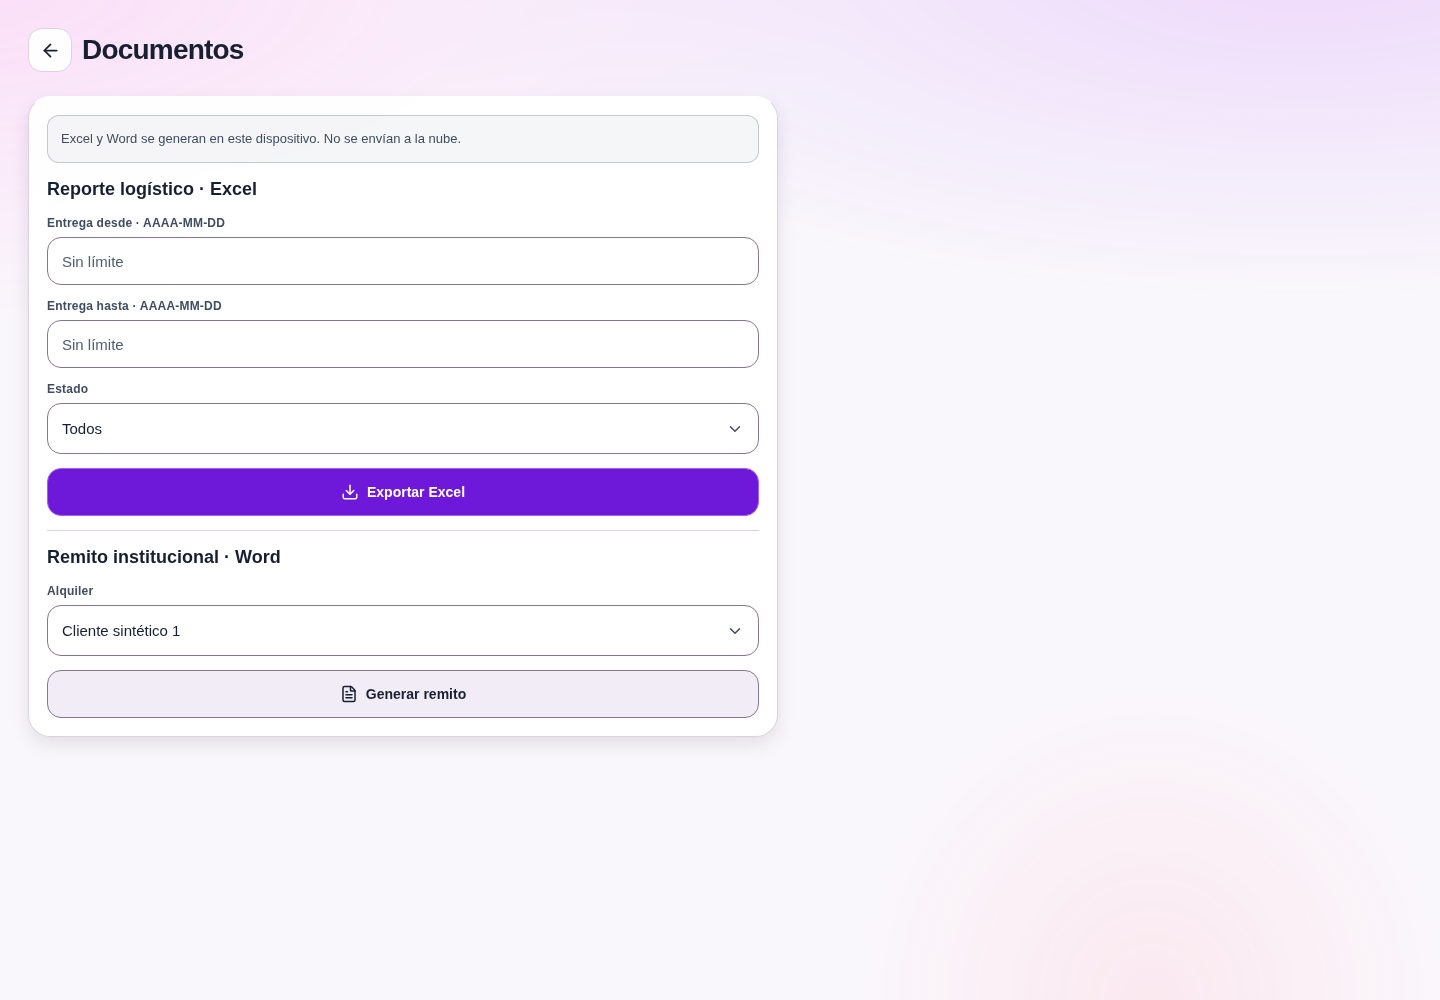 Documentos
Excel y Word se generan en este dispositivo. No se envían a la nube.
Reporte logístico · Excel
Entrega desde · AAAA-MM-DD
Sin límite
Entrega hasta · AAAA-MM-DD
Sin límite
Estado
Todos
Exportar Excel
Remito institucional · Word
Alquiler
Cliente sintético 1
Generar remito